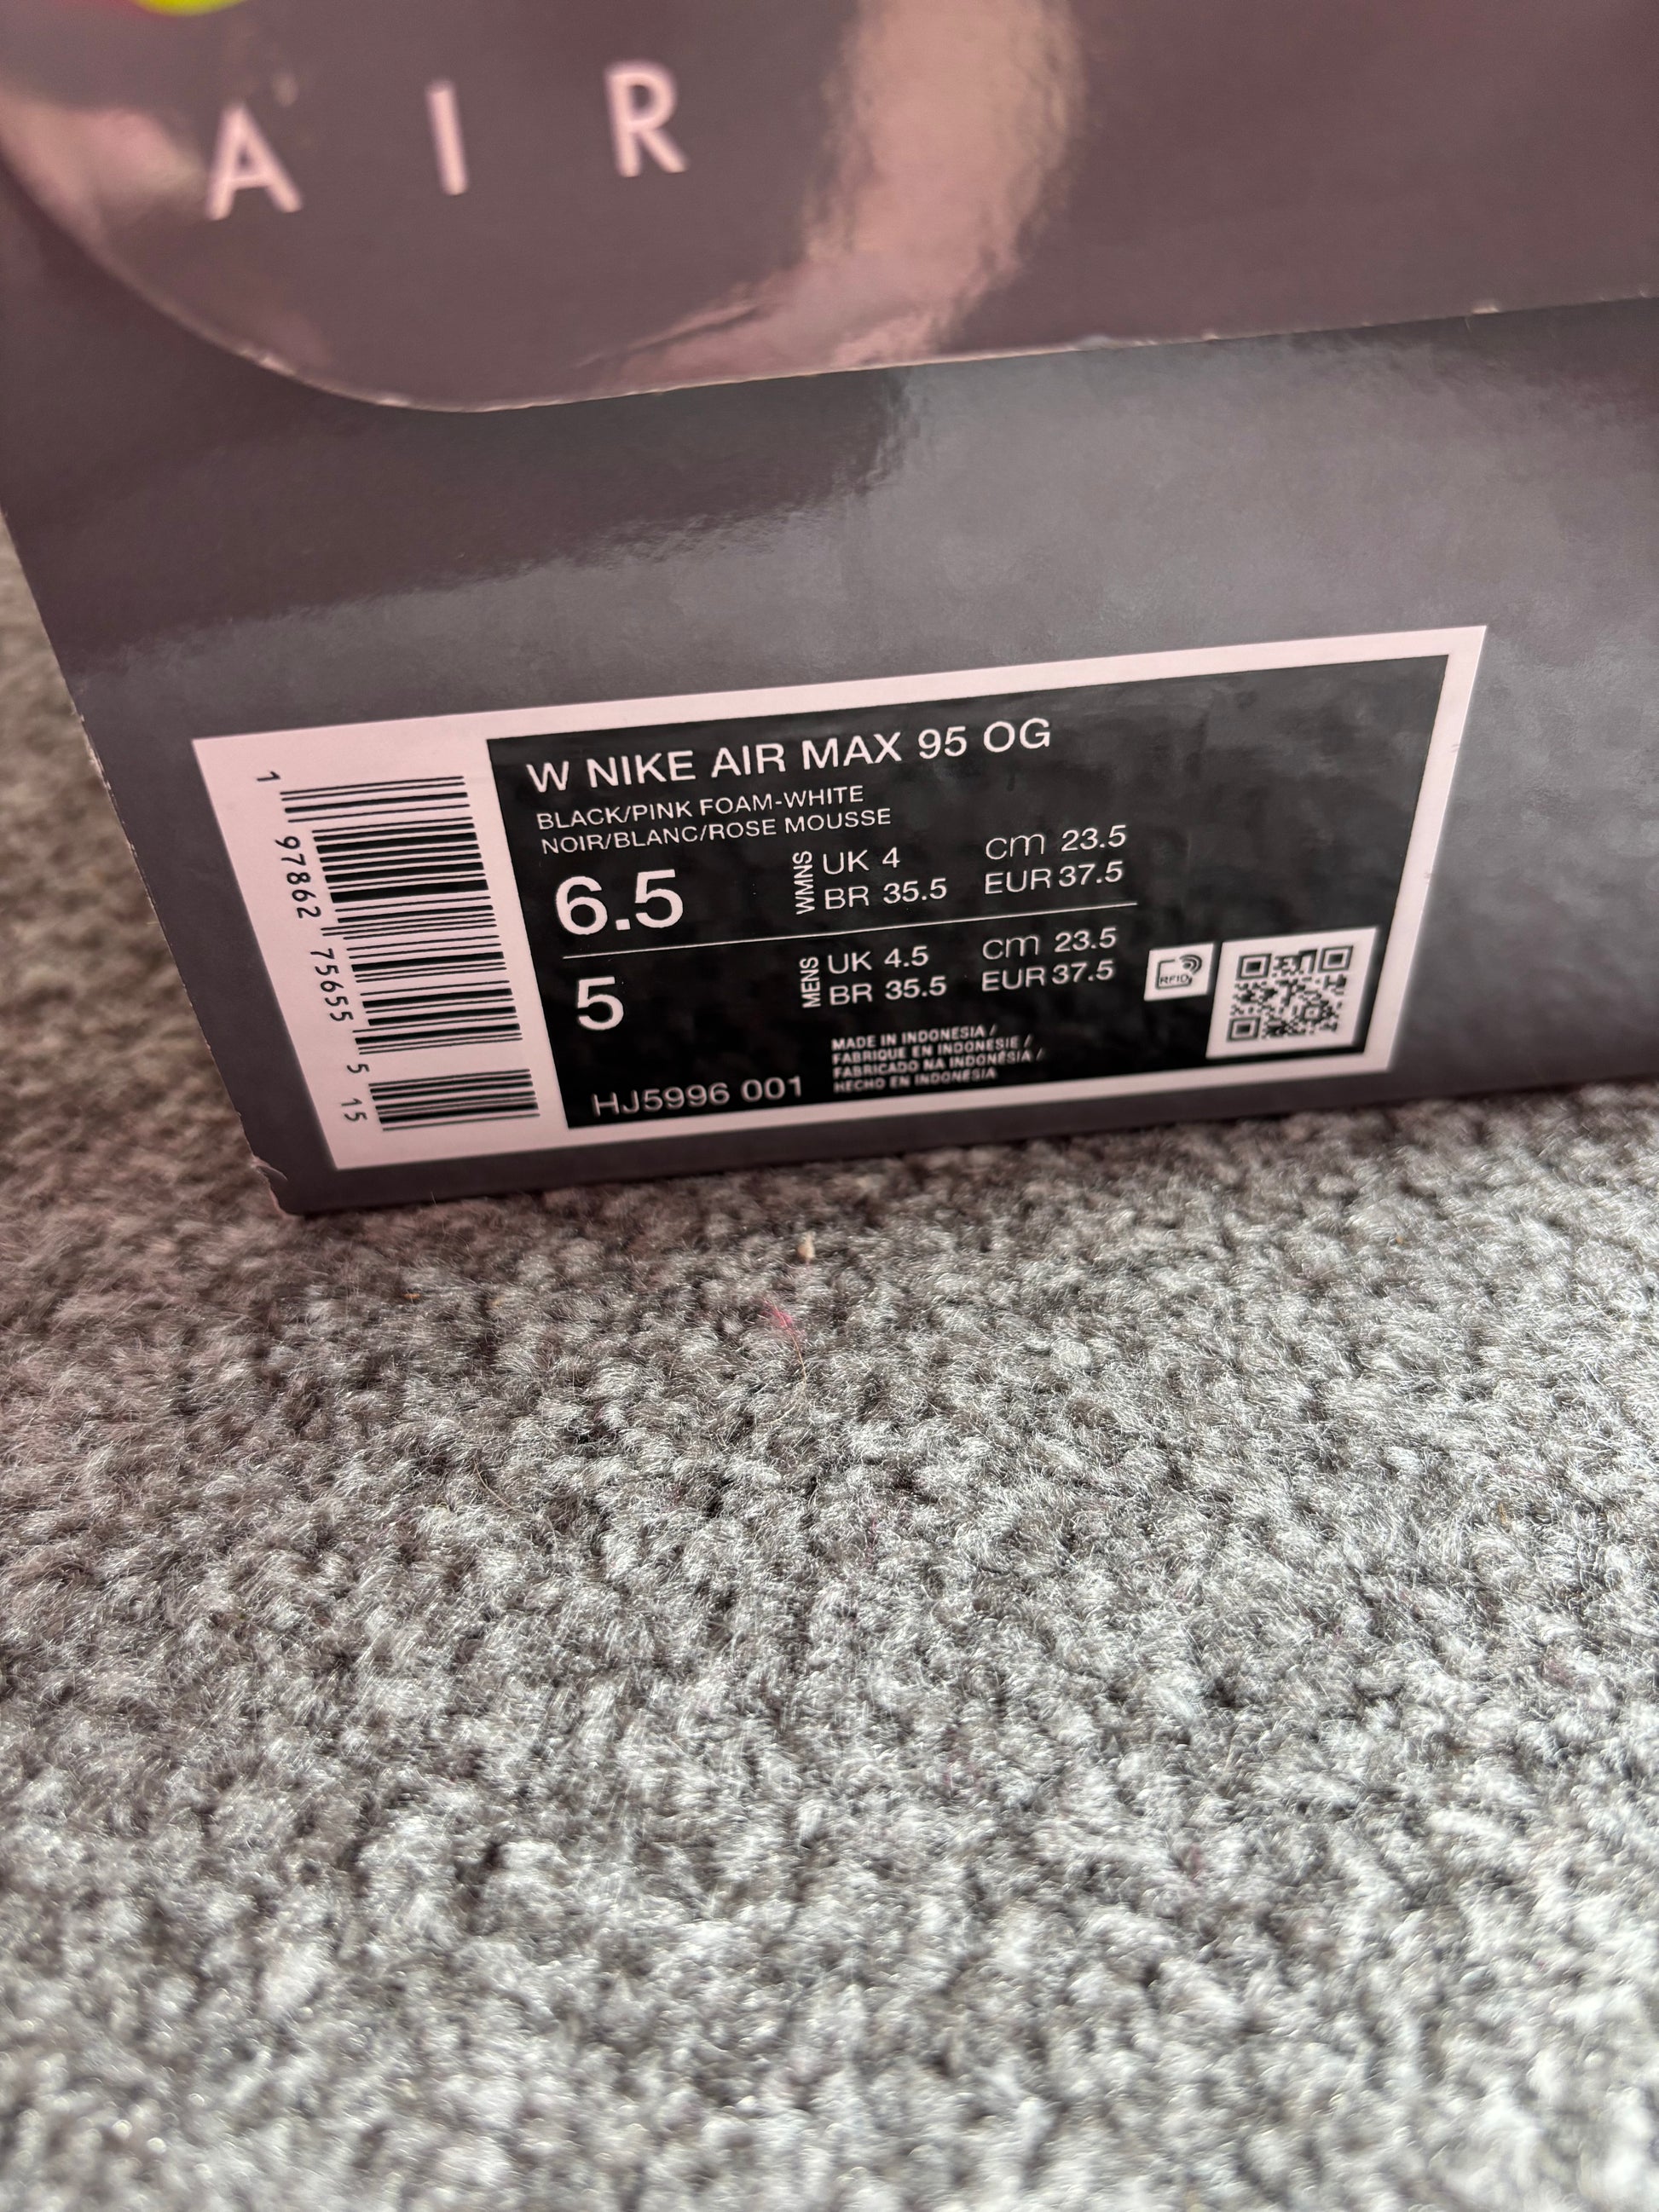 AIR
W NIKE AIR MAX 95 OG
BLACK/PINK FOAM-WHITE
NOIR/BLANC/ROSE MOUSSE
6.5
WMNS
UK 4
cm 23.5
BR 35.5
EUR 37.5
5
MENS
UK 4.5
cm 23.5
BR 35.5
EUR 37.5
HJ5996 001
MADE IN INDONESIA /
FABRIQUE EN INDONESIE /
FABRICADO NA INDONÉSIA /
HECHO EN INDONESIA
RFID
1 97862 75655 5 15